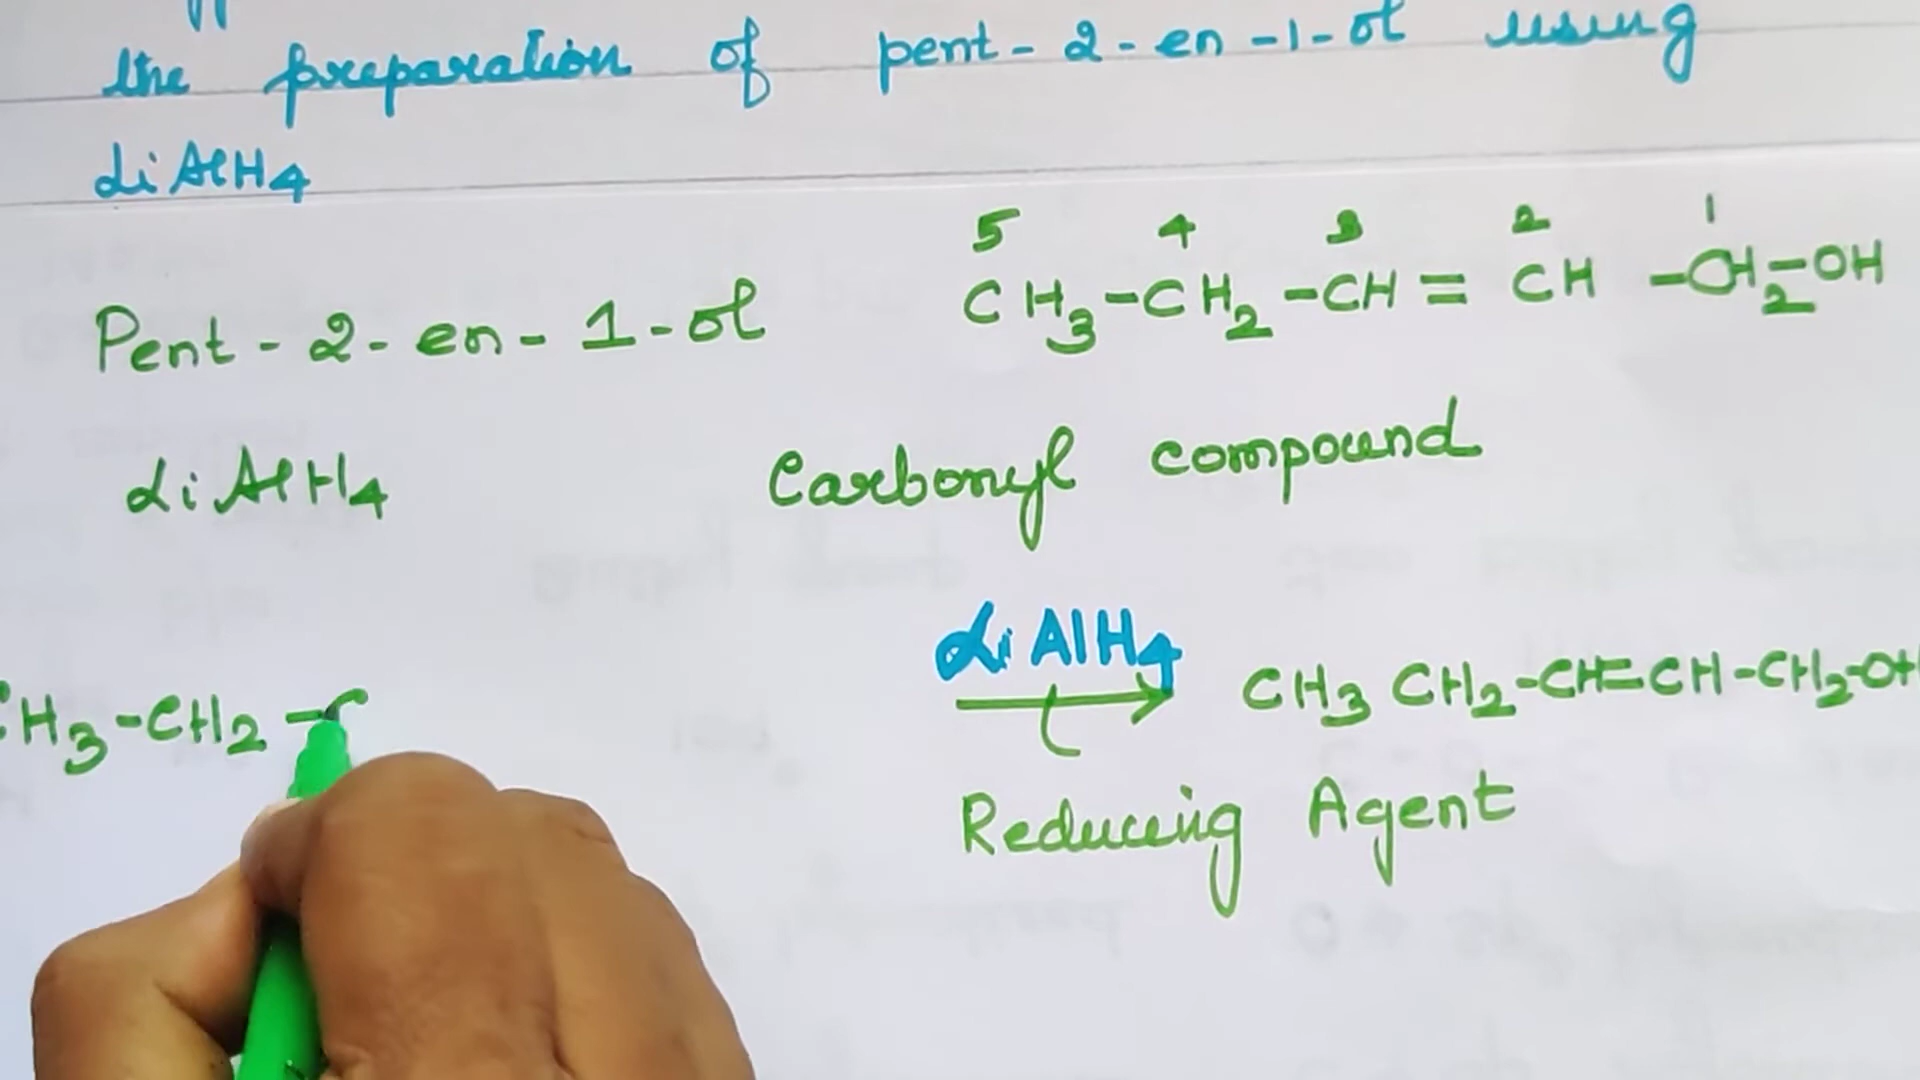 the preparation of pent-2-en-1-ol using
LiAlH4
5 4 3 2 1
Pent-2-en-1-ol CH3-CH2-CH=CH-CH2-OH
LiAlH4 Carbonyl compound
LiAlH4
CH3-CH2- CH3 CH2-CH=CH-CH2-OH
Reduceing Agent